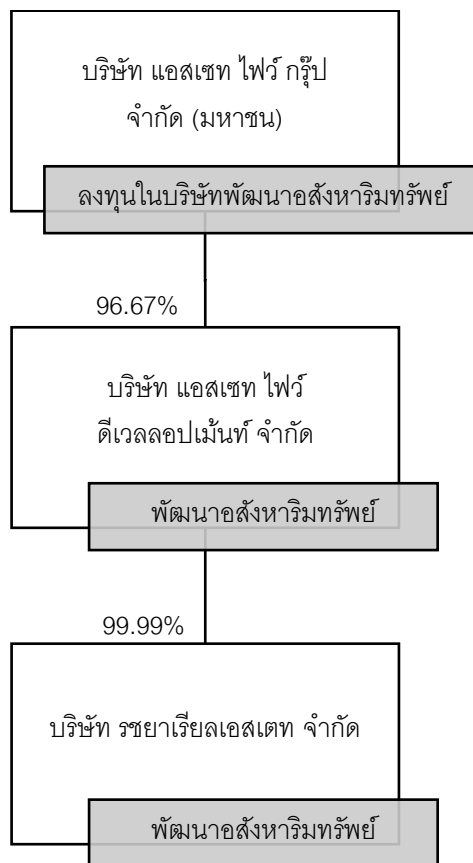 บริษัท แอสเซท ไฟว์ กรุ๊ป
จำกัด (มหาชน)
ลงทุนในบริษัทพัฒนาอสังหาริมทรัพย์
96.67%
บริษัท แอสเซท ไฟว์
ดีเวลลอปเม้นท์ จำกัด
พัฒนาอสังหาริมทรัพย์
99.99%
บริษัท รชยาเรียลเอสเตท จำกัด
พัฒนาอสังหาริมทรัพย์